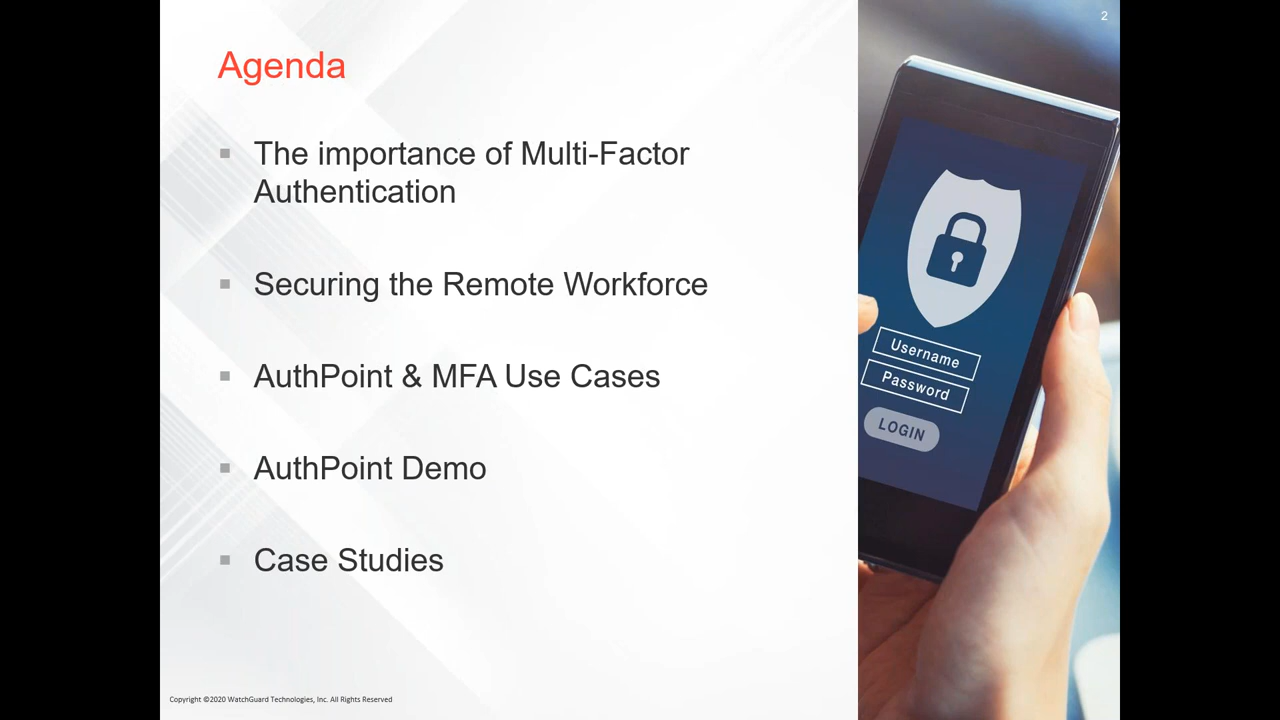 2
Agenda
The importance of Multi-Factor
Authentication
Securing the Remote Workforce
AuthPoint & MFA Use Cases
AuthPoint Demo
Case Studies
Username
Password
LOGIN
Copyright ©2020 WatchGuard Technologies, Inc. All Rights Reserved